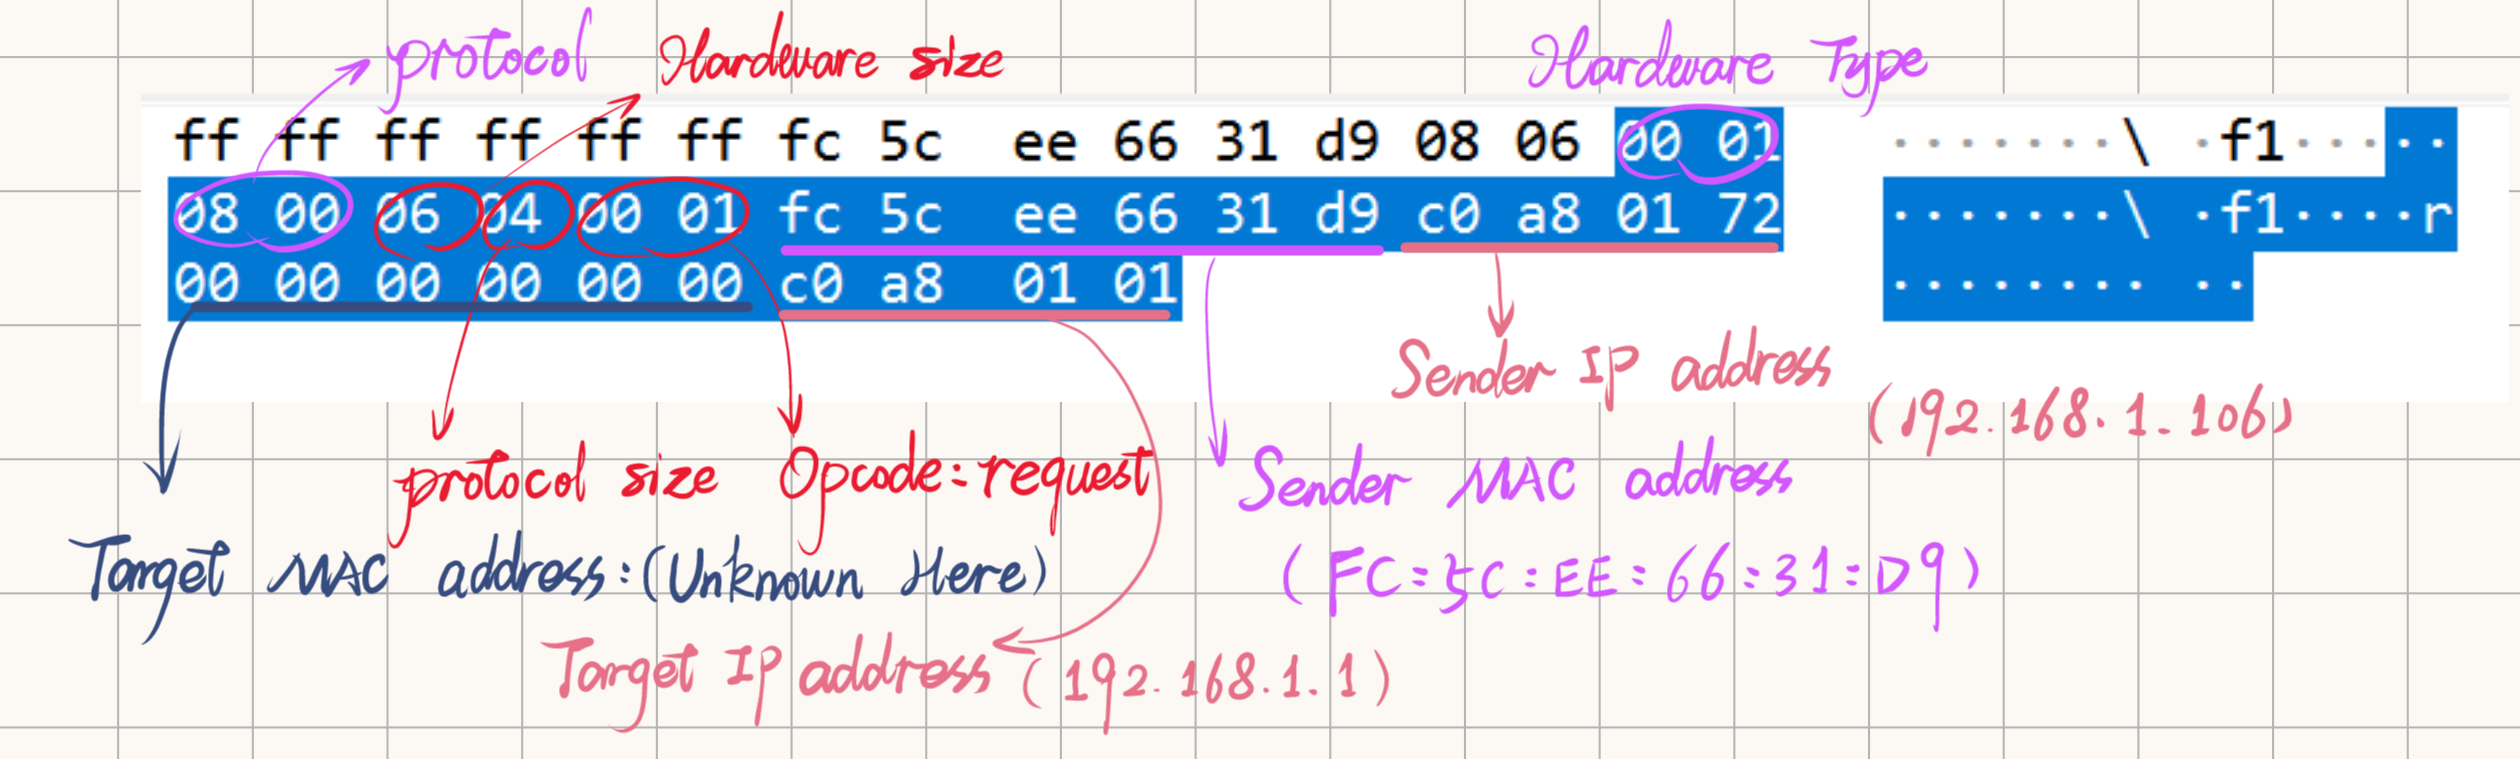 protocol Hardware size Hardware Type
ff ff ff ff ff ff fc 5c ee 66 31 d9 08 06 00 01 ·······\ ·f1·····
08 00 06 04 00 01 fc 5c ee 66 31 d9 c0 a8 01 72 ·······\ ·f1····r
00 00 00 00 00 00 c0 a8 01 01 ········ ··
Sender IP address
(192.168.1.106)
protocol size Opcode:request Sender MAC address
Target MAC address:(Unknown Here) (FC:5C:EE:66:31:D9)
Target IP address (192.168.1.1)